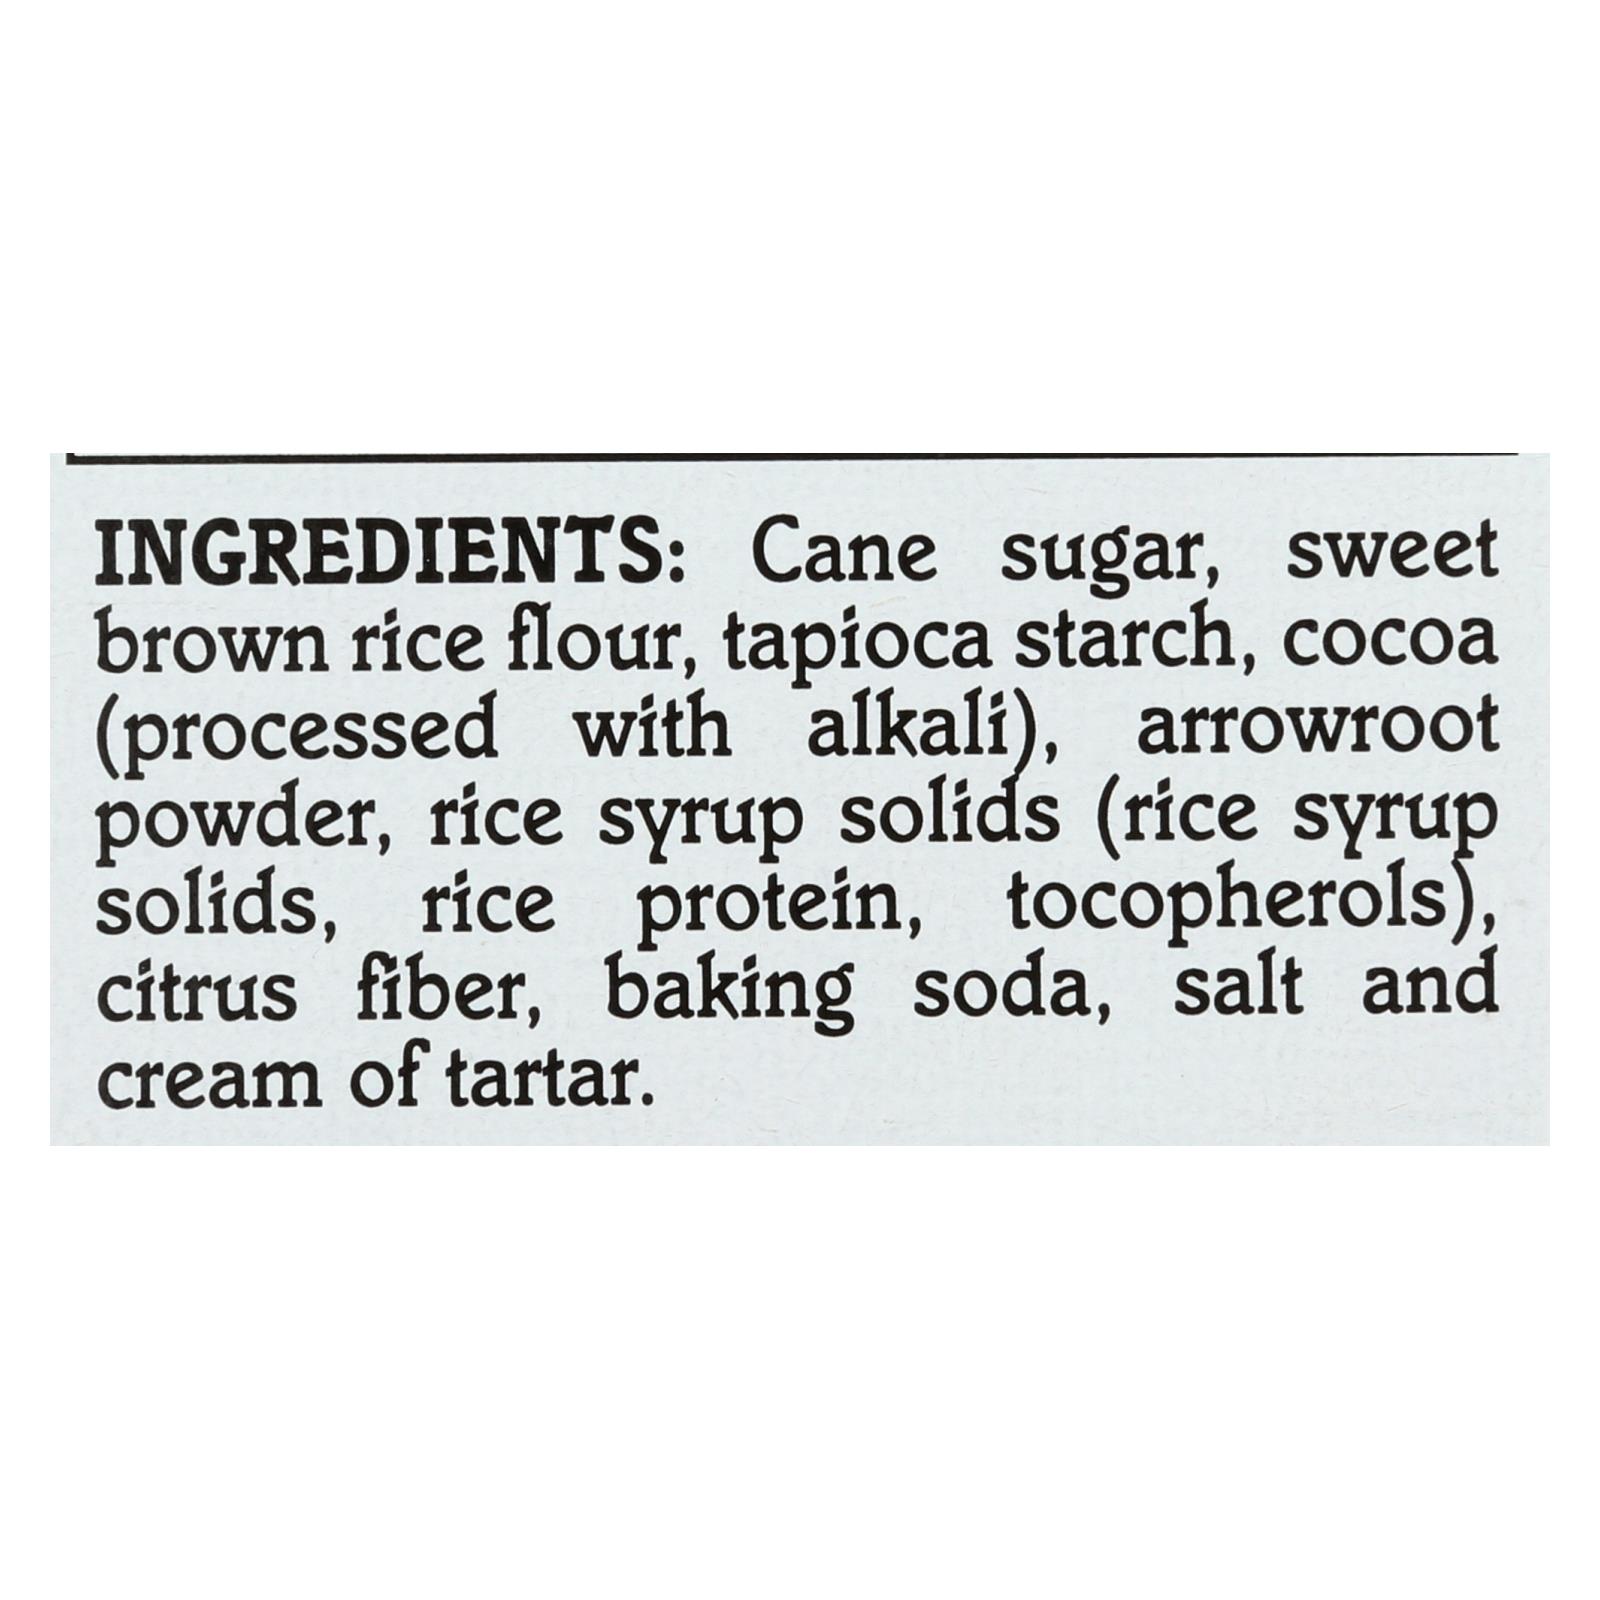 INGREDIENTS: Cane sugar, sweet
brown rice flour, tapioca starch, cocoa
(processed with alkali), arrowroot
powder, rice syrup solids (rice syrup
solids, rice protein, tocopherols),
citrus fiber, baking soda, salt and
cream of tartar.